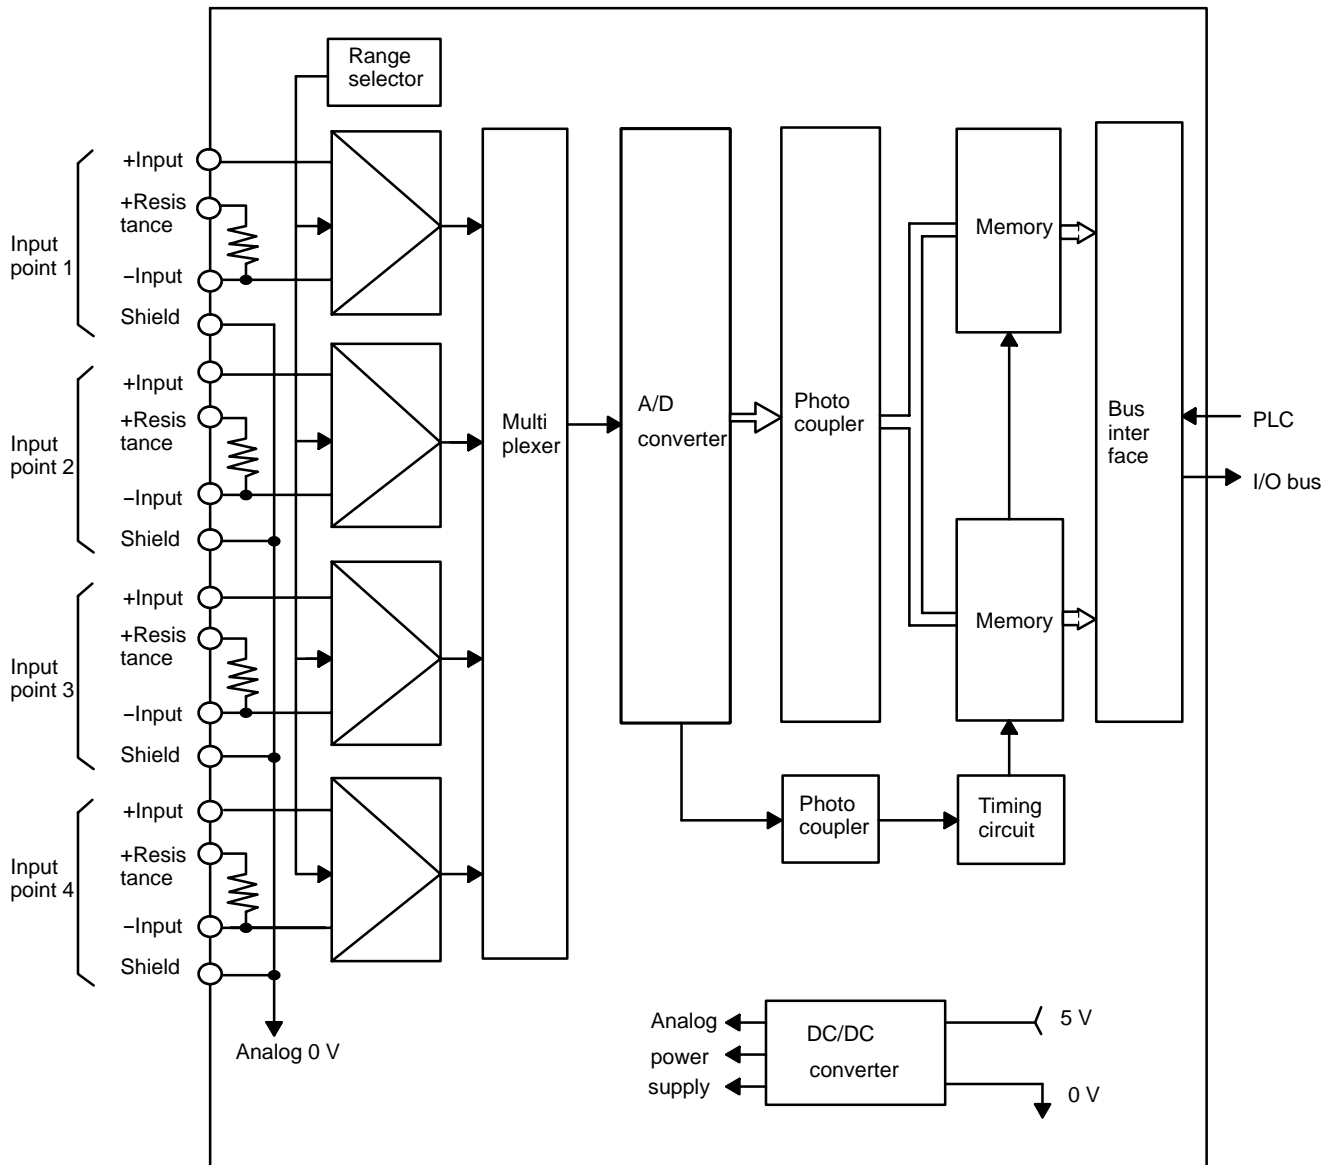 Range
selector
+Input
+Resis
tance
Input
point 1
–Input
Shield
+Input
+Resis
tance
Input
point 2
–Input
Shield
+Input
+Resis
tance
Input
point 3
–Input
Shield
+Input
+Resis
tance
Input
point 4
–Input
Shield
Analog 0 V
Multi
plexer
A/D
converter
Photo
coupler
Memory
Memory
Bus
inter
face
PLC
I/O bus
Photo
coupler
Timing
circuit
Analog
power
supply
DC/DC
converter
5 V
0 V